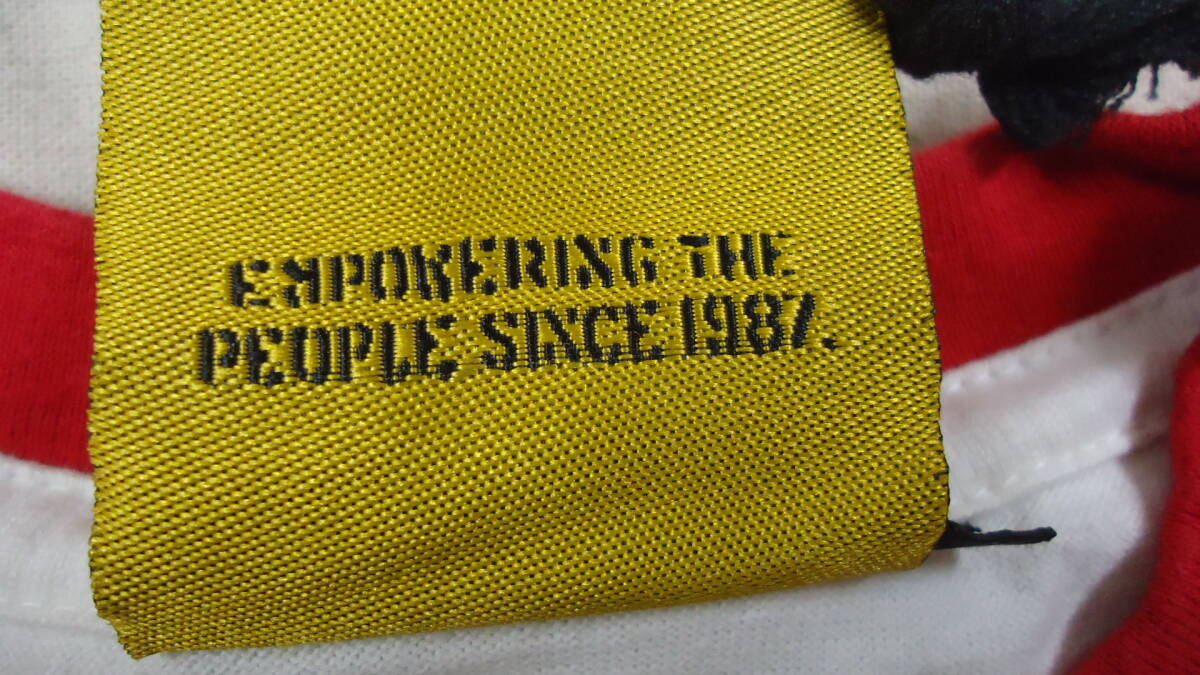 EMPOWERING THE
PEOPLE SINCE 1987.